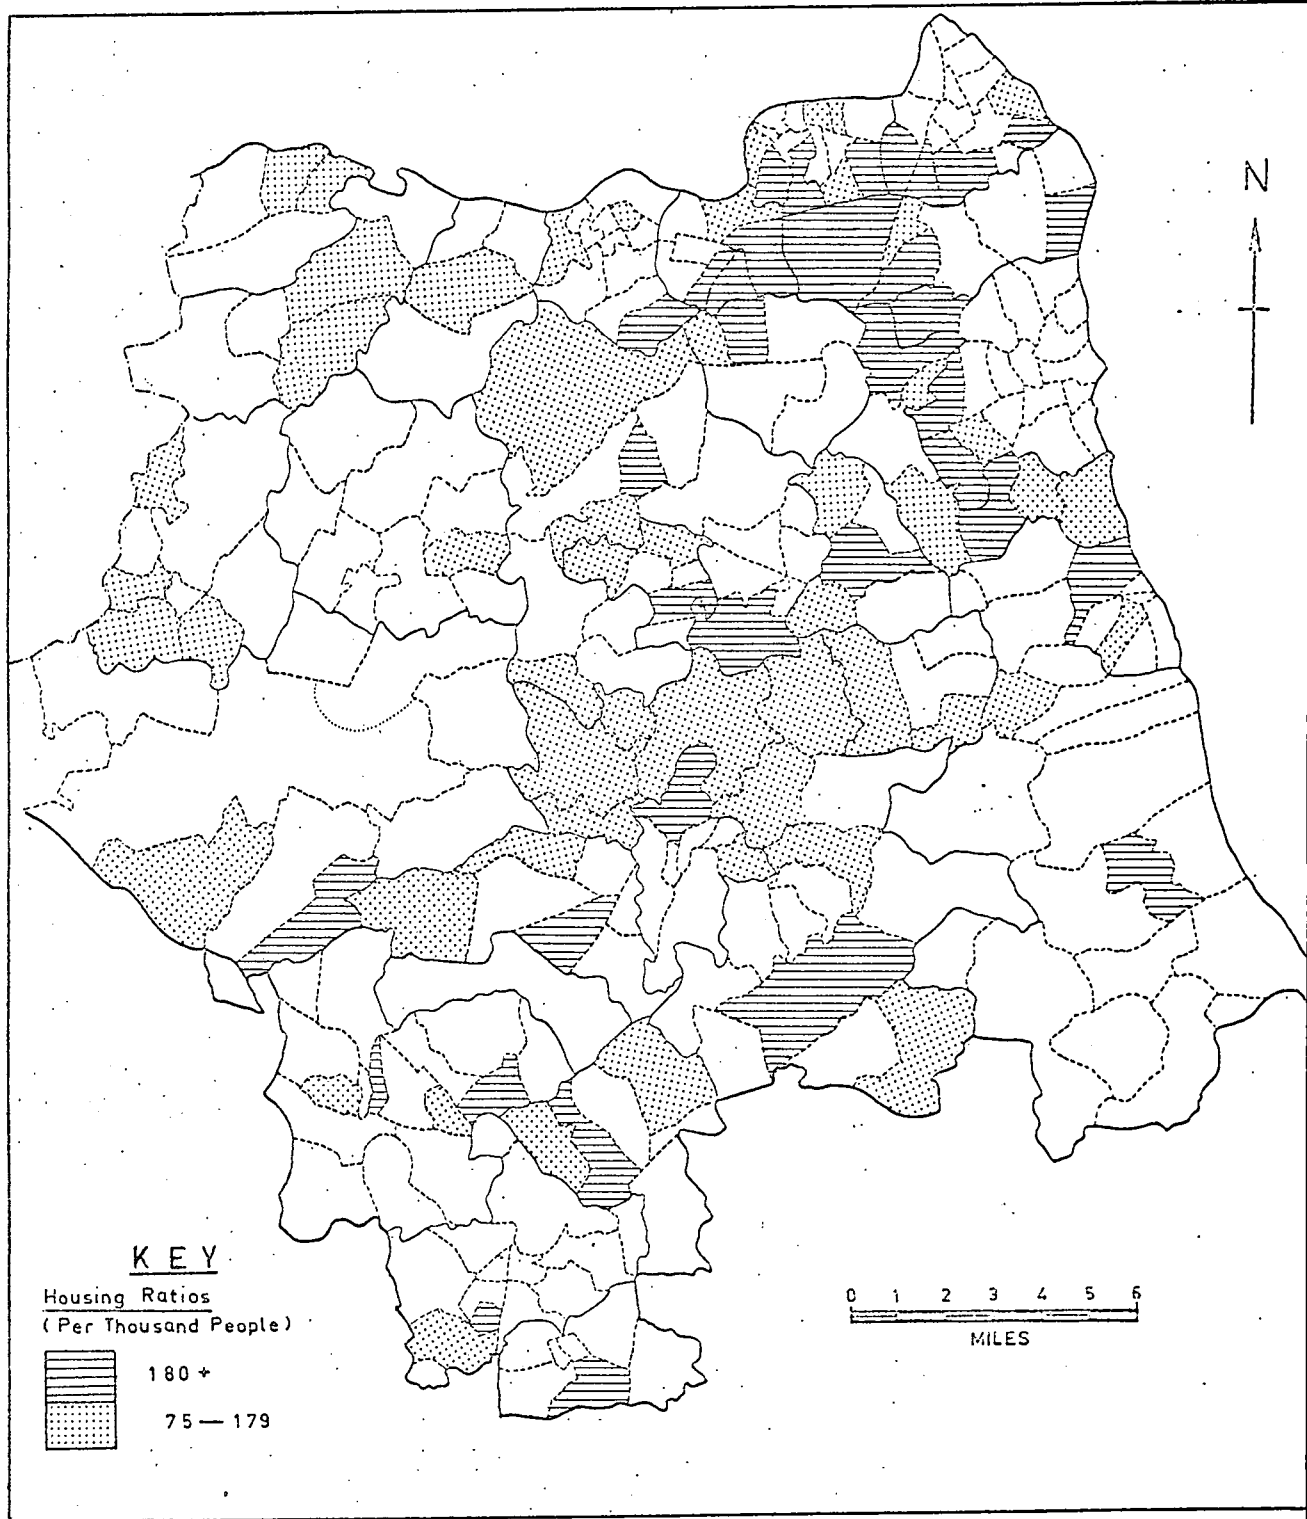 N
KEY
Housing Ratios
(Per Thousand People)
180+
75—179
0 1 2 3 4 5 6
MILES